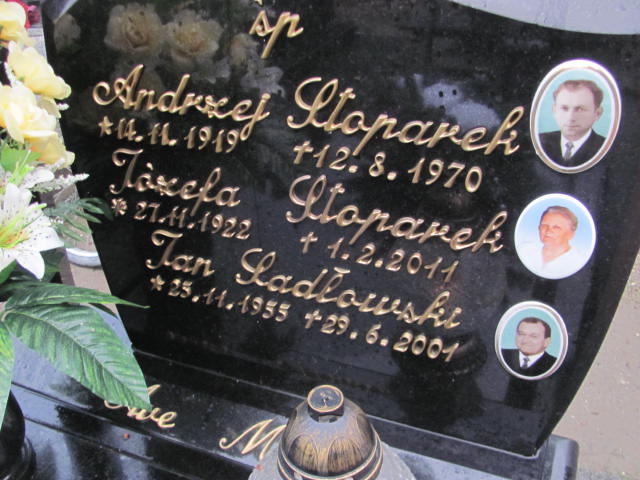 śp
Andrzej Stoparek
*14.11.1919 +12.8.1970
Józefa Stoparek
*27.11.1922 +1.2.2011
Jan Sadłowski
*25.11.1955 +29.6.2001
Ave M